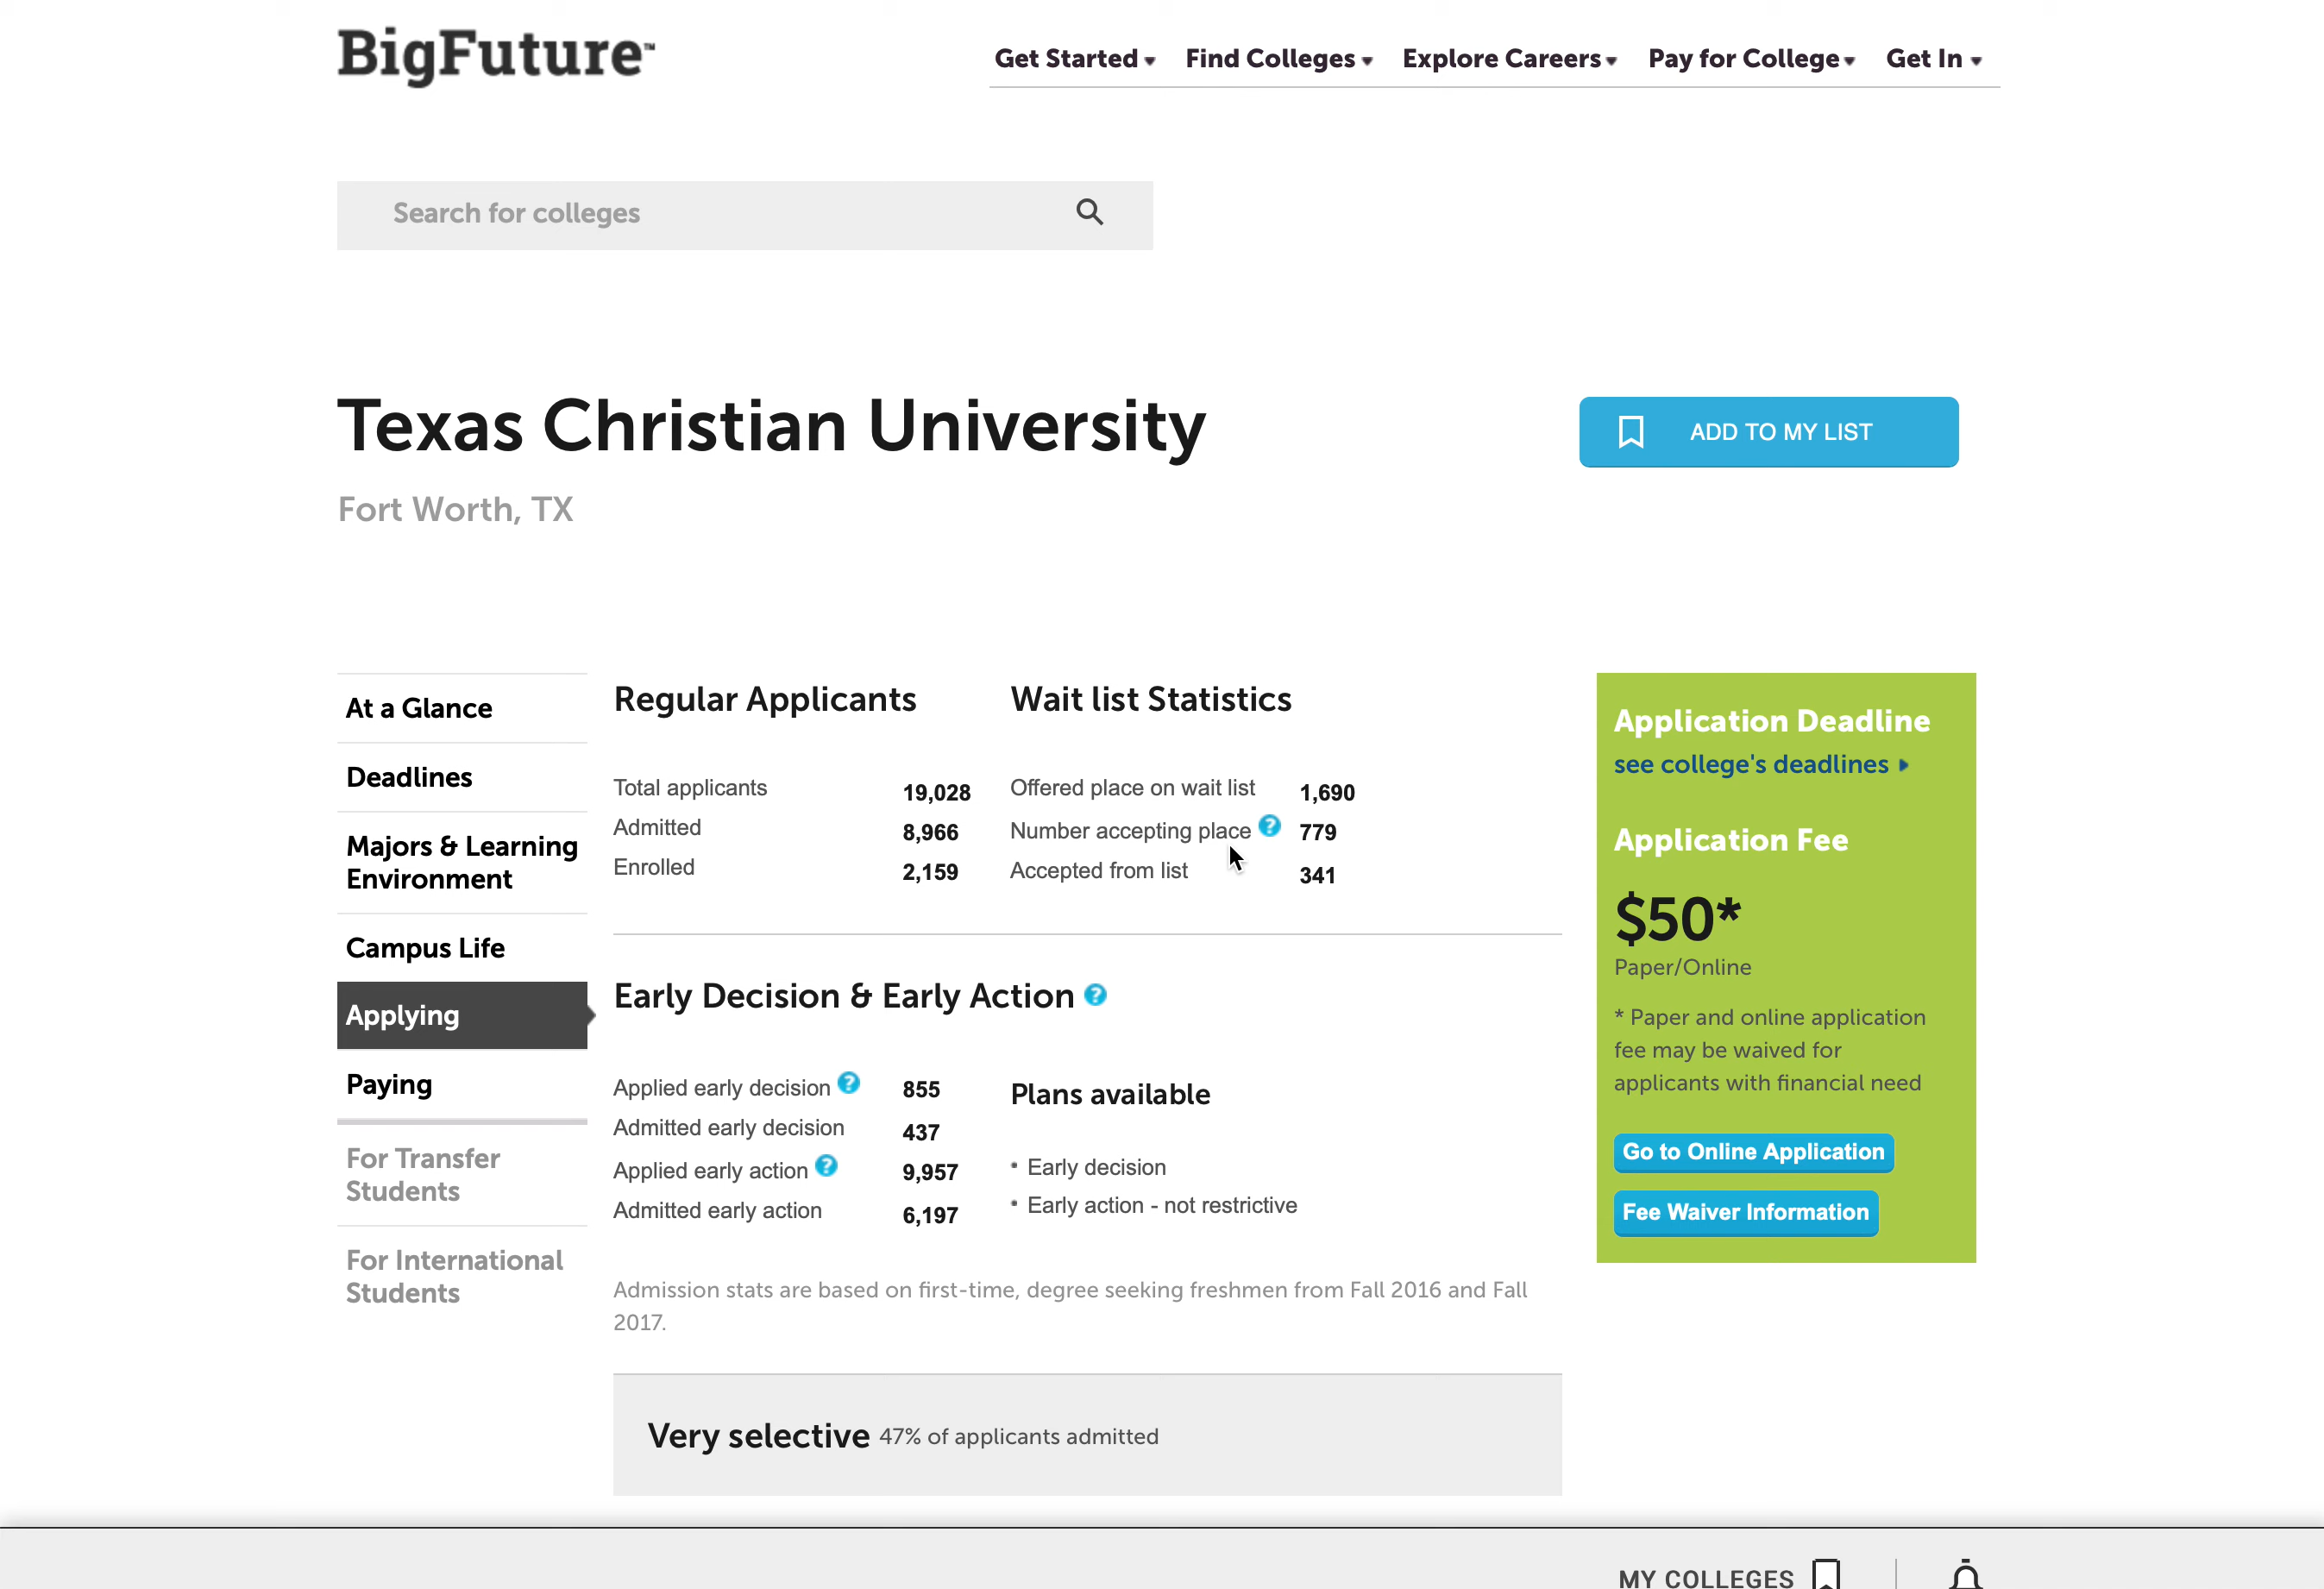 BigFuture™
Get Started Find Colleges Explore Careers Pay for College Get In
Search for colleges
Texas Christian University
ADD TO MY LIST
Fort Worth, TX
At a Glance
Deadlines
Majors & Learning
Environment
Campus Life
Applying
Paying
For Transfer
Students
For International
Students
Regular Applicants
Total applicants 19,028
Admitted 8,966
Enrolled 2,159
Wait list Statistics
Offered place on wait list 1,690
Number accepting place ? 779
Accepted from list 341
Early Decision & Early Action ?
Applied early decision ? 855
Admitted early decision 437
Applied early action ? 9,957
Admitted early action 6,197
Plans available
• Early decision
• Early action - not restrictive
Admission stats are based on first-time, degree seeking freshmen from Fall 2016 and Fall
2017.
Very selective 47% of applicants admitted
Application Deadline
see college's deadlines
Application Fee
$50*
Paper/Online
* Paper and online application
fee may be waived for
applicants with financial need
Go to Online Application
Fee Waiver Information
MY COLLEGES